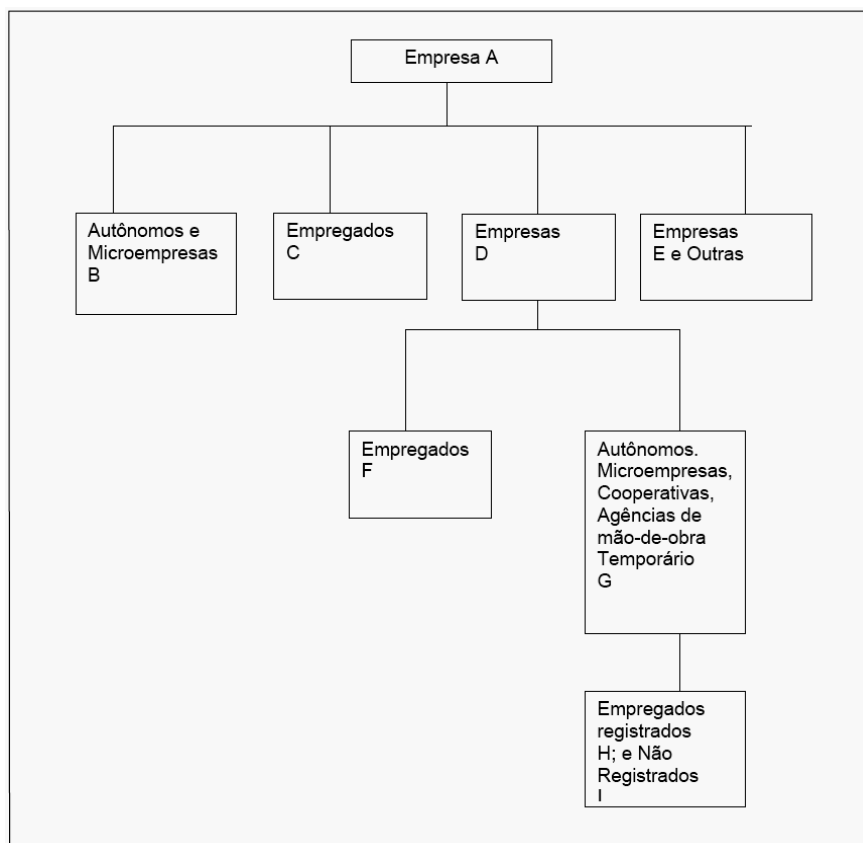 Empresa A
Autônomos e
Microempresas
B
Empregados
C
Empresas
D
Empresas
E e Outras
Empregados
F
Autônomos.
Microempresas,
Cooperativas,
Agências de
mão-de-obra
Temporário
G
Empregados
registrados
H; e Não
Registrados
I